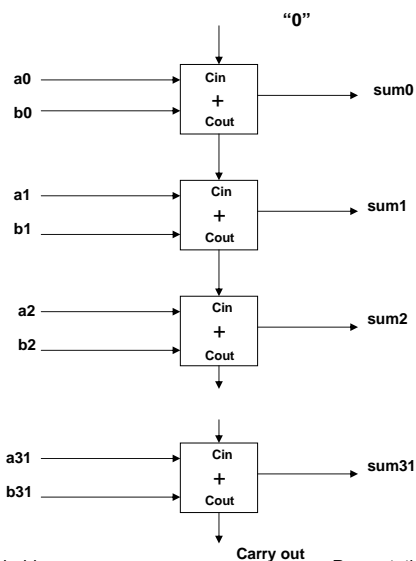 “0”
a0
b0
Cin
+
Cout
sum0
a1
b1
Cin
+
Cout
sum1
a2
b2
Cin
+
Cout
sum2
a31
b31
Cin
+
Cout
sum31
Carry out